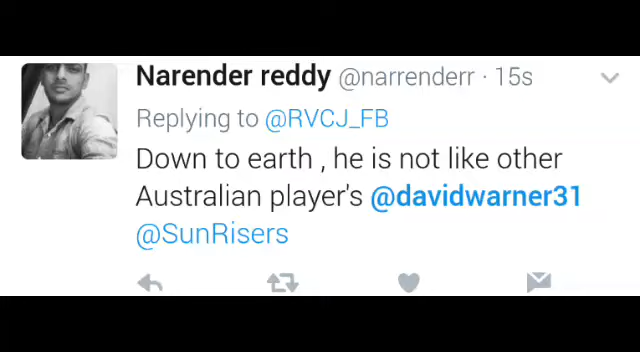 Narender reddy @narrenderr · 15s
Replying to @RVCJ_FB
Down to earth , he is not like other
Australian player's @davidwarner31
@SunRisers